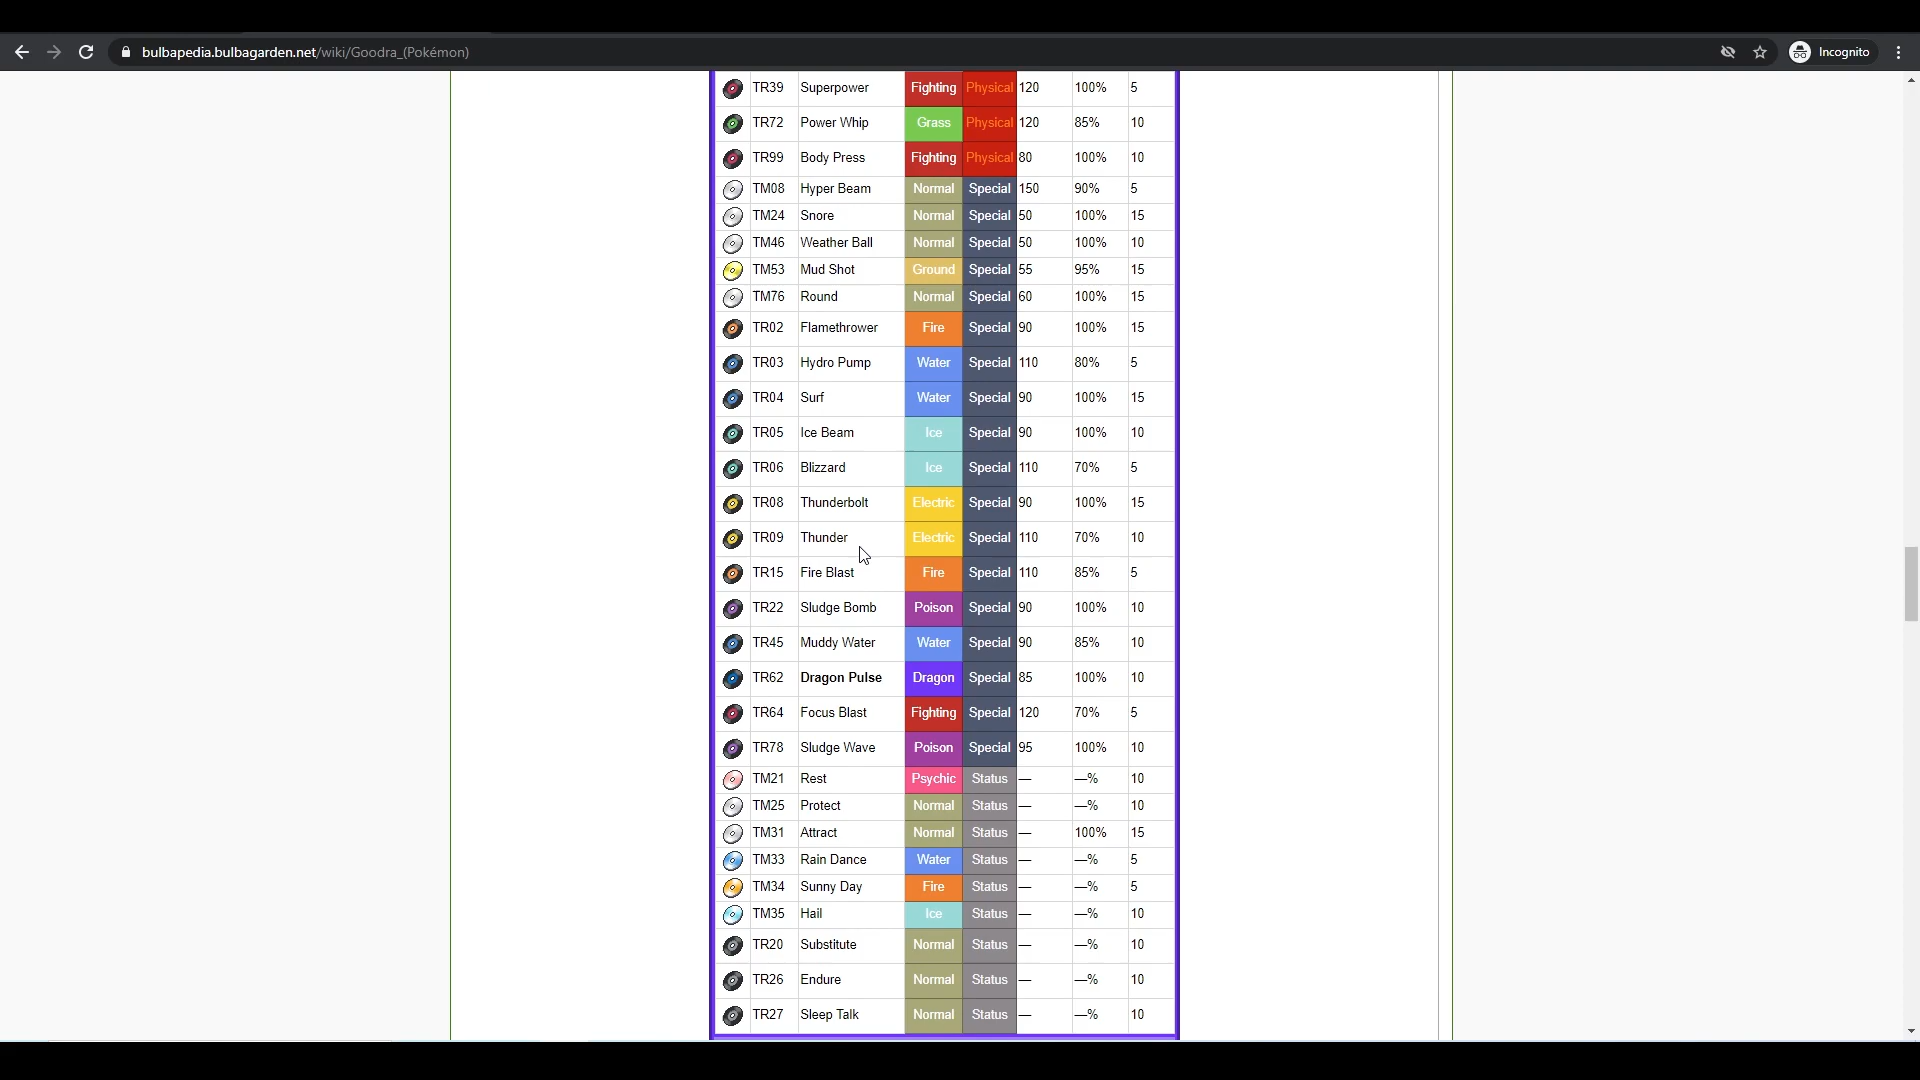 bulbapedia.bulbagarden.net/wiki/Goodra_(Pokémon) Incognito
TR39 Superpower Fighting Physical 120 100% 5
TR72 Power Whip Grass Physical 120 85% 10
TR99 Body Press Fighting Physical 80 100% 10
TM08 Hyper Beam Normal Special 150 90% 5
TM24 Snore Normal Special 50 100% 15
TM46 Weather Ball Normal Special 50 100% 10
TM53 Mud Shot Ground Special 55 95% 15
TM76 Round Normal Special 60 100% 15
TR02 Flamethrower Fire Special 90 100% 15
TR03 Hydro Pump Water Special 110 80% 5
TR04 Surf Water Special 90 100% 15
TR05 Ice Beam Ice Special 90 100% 10
TR06 Blizzard Ice Special 110 70% 5
TR08 Thunderbolt Electric Special 90 100% 15
TR09 Thunder Electric Special 110 70% 10
TR15 Fire Blast Fire Special 110 85% 5
TR22 Sludge Bomb Poison Special 90 100% 10
TR45 Muddy Water Water Special 90 85% 10
TR62 Dragon Pulse Dragon Special 85 100% 10
TR64 Focus Blast Fighting Special 120 70% 5
TR78 Sludge Wave Poison Special 95 100% 10
TM21 Rest Psychic Status — —% 10
TM25 Protect Normal Status — —% 10
TM31 Attract Normal Status — 100% 15
TM33 Rain Dance Water Status — —% 5
TM34 Sunny Day Fire Status — —% 5
TM35 Hail Ice Status — —% 10
TR20 Substitute Normal Status — —% 10
TR26 Endure Normal Status — —% 10
TR27 Sleep Talk Normal Status — —% 10